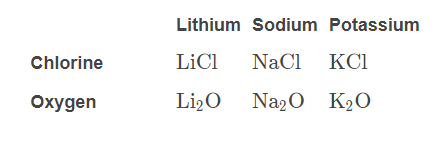 Lithium Sodium Potassium
Chlorine LiCl NaCl KCl
Oxygen Li₂O Na₂O K₂O